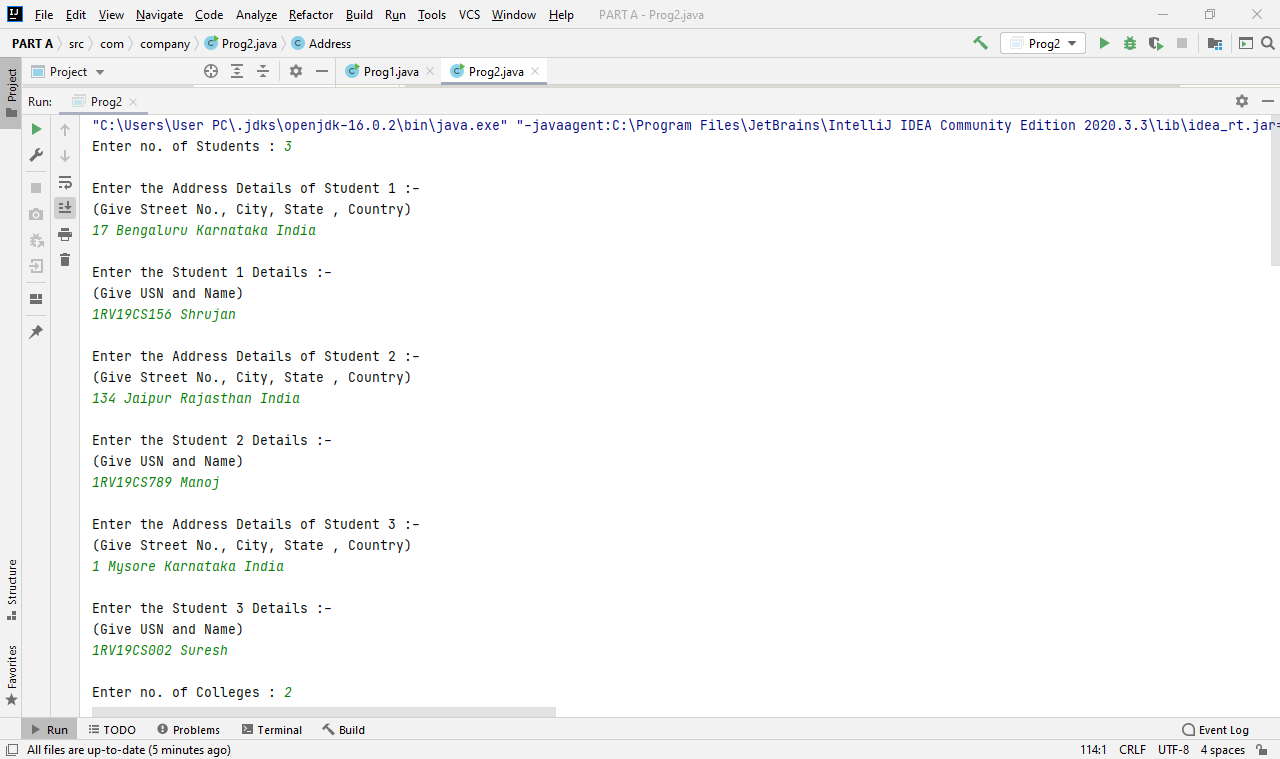 File Edit View Navigate Code Analyze Refactor Build Run Tools VCS Window Help PART A - Prog2.java
PART A src com company Prog2.java Address Prog2
Project Project Prog1.java Prog2.java
Run: Prog2
"C:\Users\User PC\.jdks\openjdk-16.0.2\bin\java.exe" "-javaagent:C:\Program Files\JetBrains\IntelliJ IDEA Community Edition 2020.3.3\lib\idea_rt.jar=
Enter no. of Students : 3
Enter the Address Details of Student 1 :-
(Give Street No., City, State , Country)
17 Bengaluru Karnataka India
Enter the Student 1 Details :-
(Give USN and Name)
1RV19CS156 Shrujan
Enter the Address Details of Student 2 :-
(Give Street No., City, State , Country)
134 Jaipur Rajasthan India
Enter the Student 2 Details :-
(Give USN and Name)
1RV19CS789 Manoj
Enter the Address Details of Student 3 :-
(Give Street No., City, State , Country)
1 Mysore Karnataka India
Enter the Student 3 Details :-
(Give USN and Name)
1RV19CS002 Suresh
Enter no. of Colleges : 2
Structure
Favorites
Run TODO Problems Terminal Build Event Log
All files are up-to-date (5 minutes ago) 114:1 CRLF UTF-8 4 spaces